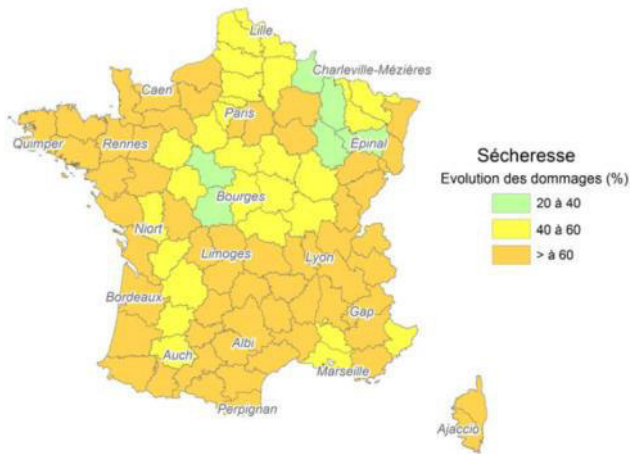 Lille
Charleville-Mézières
Caen
Paris
Quimper
Rennes
Épinal
Bourges
Niort
Limoges
Lyon
Bordeaux
Gap
Auch
Albi
Marseille
Perpignan
Ajaccio
Sécheresse
Evolution des dommages (%)
20 à 40
40 à 60
> à 60